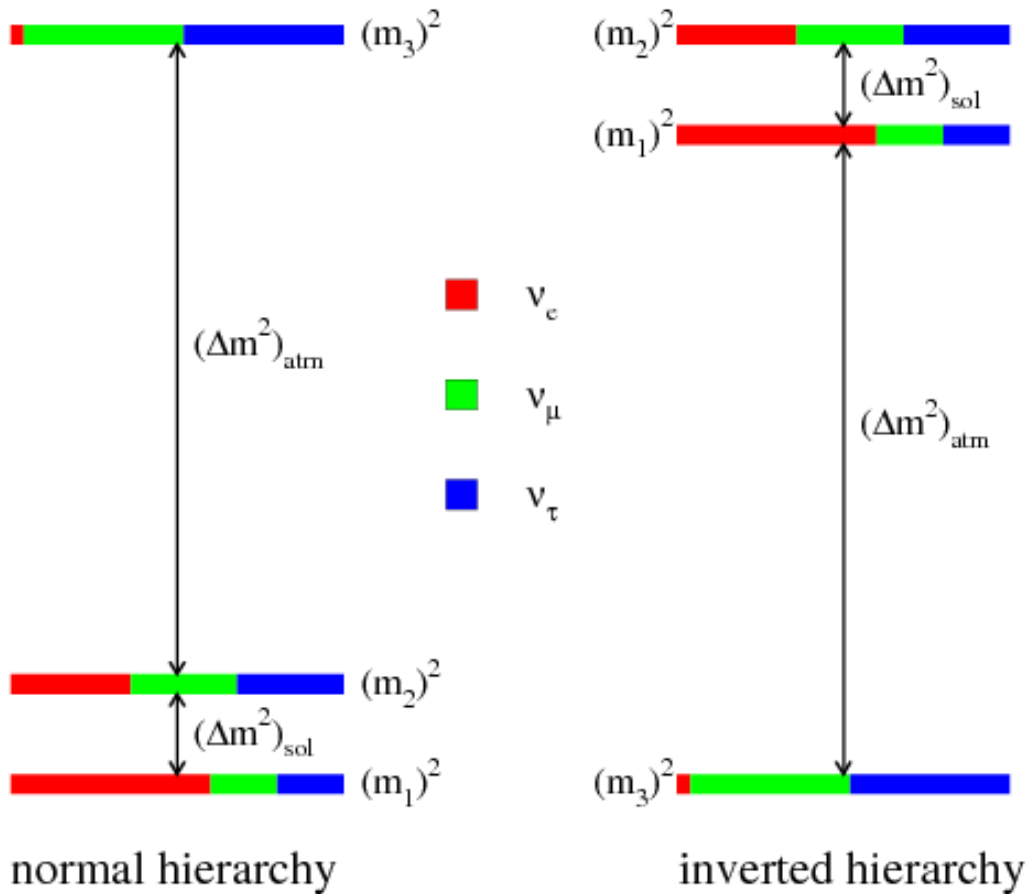 (m₃)²
(Δm²)atm
(m₂)²
(Δm²)sol
(m₁)²
normal hierarchy
νe
νμ
ντ
(m₂)²
(Δm²)sol
(m₁)²
(Δm²)atm
(m₃)²
inverted hierarchy